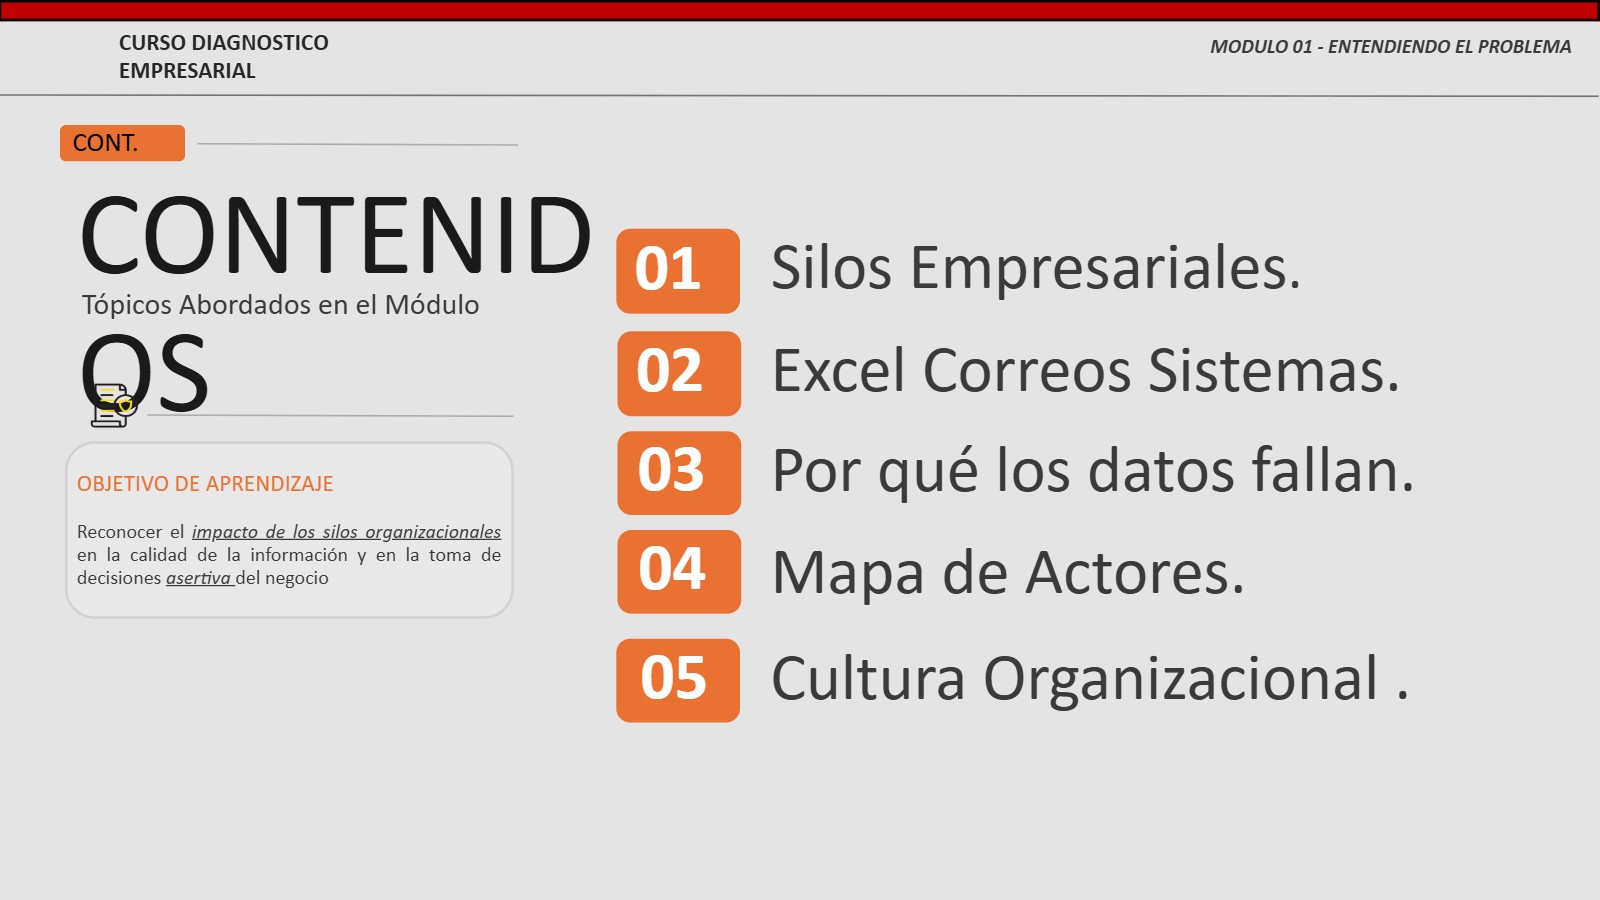 CURSO DIAGNOSTICO
EMPRESARIAL
MODULO 01 - ENTENDIENDO EL PROBLEMA
CONT.
CONTENID
OS
Tópicos Abordados en el Módulo
OBJETIVO DE APRENDIZAJE
Reconocer el impacto de los silos organizacionales
en la calidad de la información y en la toma de
decisiones asertiva del negocio
01 Silos Empresariales.
02 Excel Correos Sistemas.
03 Por qué los datos fallan.
04 Mapa de Actores.
05 Cultura Organizacional .